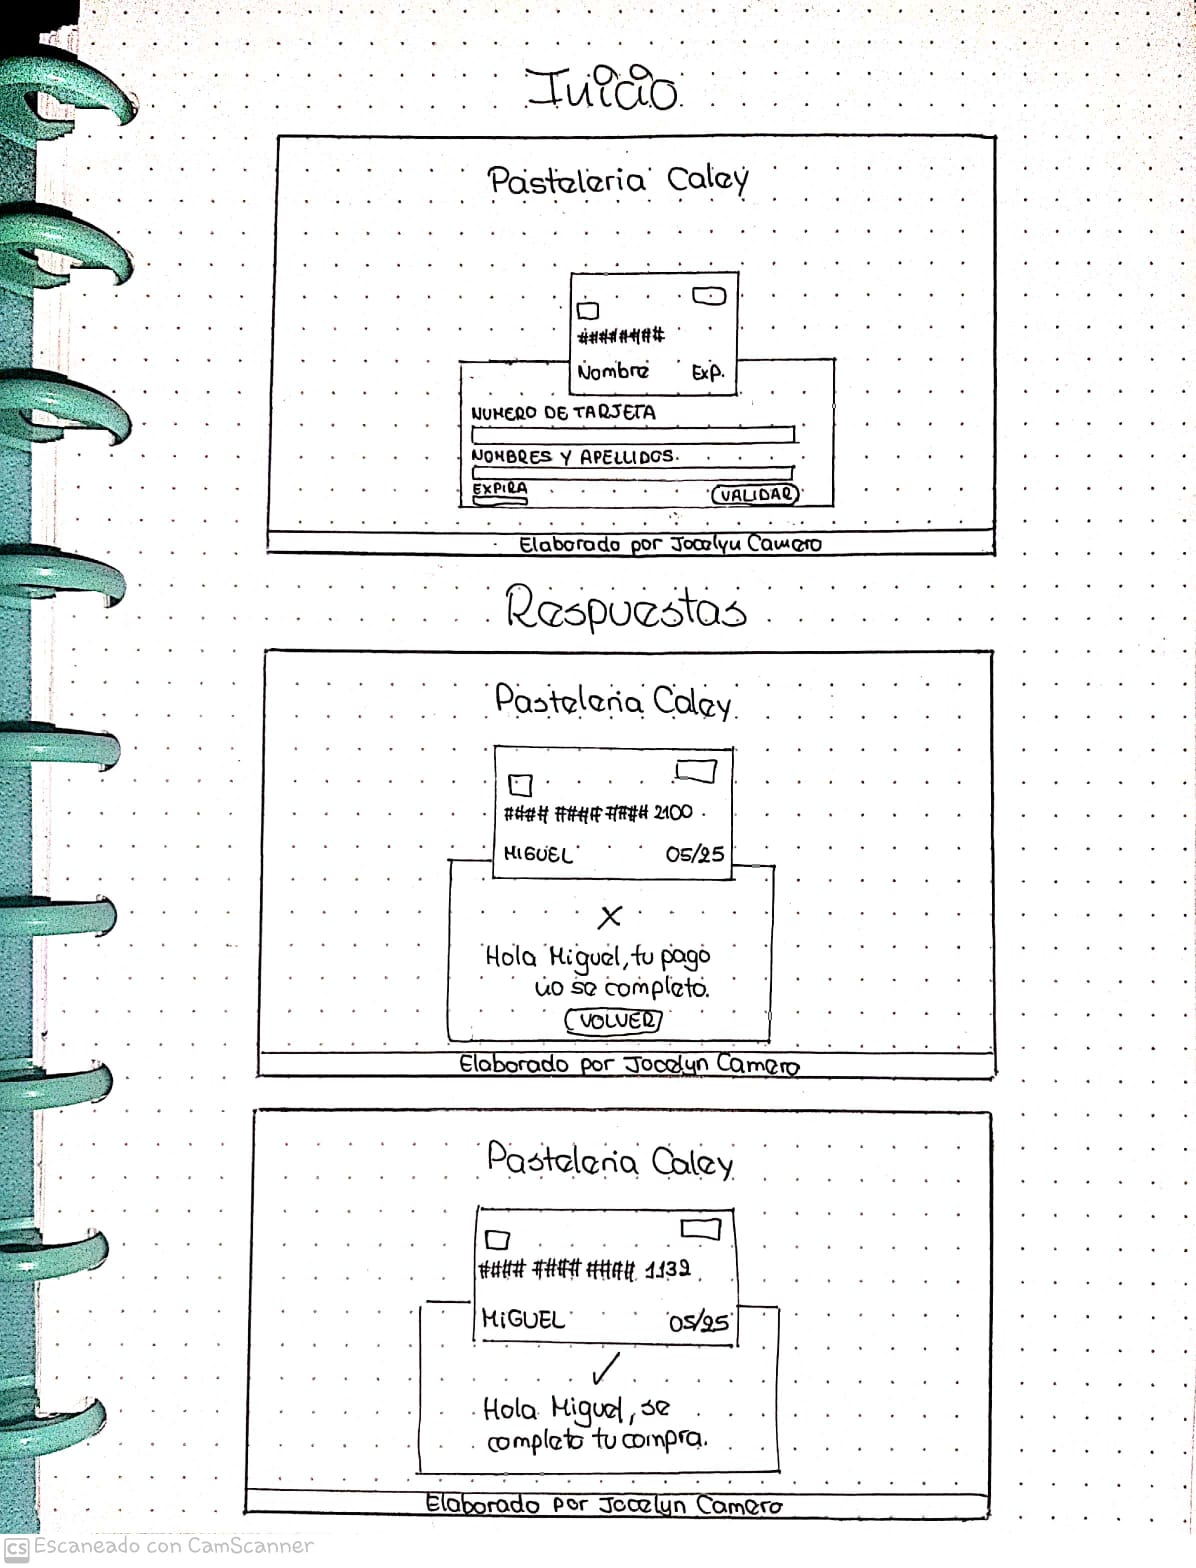 Inicio.
Pasteleria Caley
########
Nombre Exp.
NUMERO DE TARJETA
NOMBRES Y APELLIDOS.
EXPIRA
VALIDAR
Elaborado por Jocelyn Camero
Respuestas
Pasteleria Caley
#### #### #### 2100
MIGUEL 05/25
X
Hola Miguel, tu pago
no se completo.
VOLVER
Elaborado por Jocelyn Camero
Pasteleria Caley
#### #### #### 1132
MiGUEL 05/25
✓
Hola Miguel, se
completo tu compra.
Elaborado por Jocelyn Camero
CS Escaneado con CamScanner